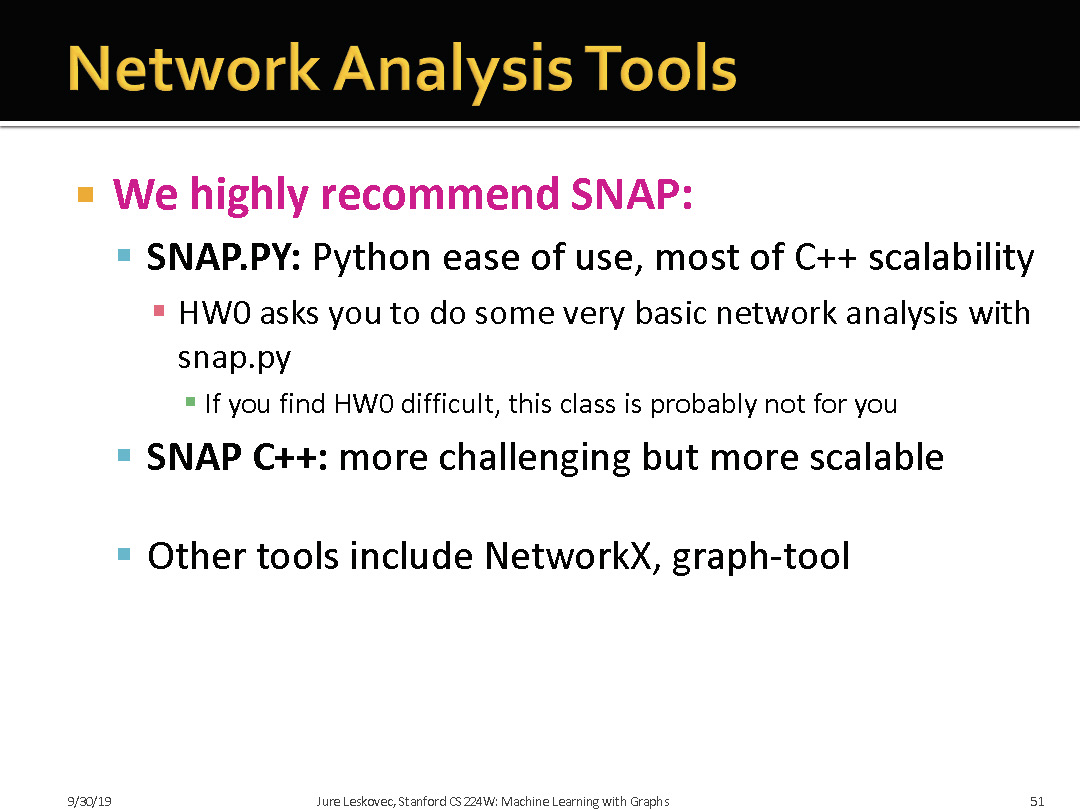 Network Analysis Tools
We highly recommend SNAP:
SNAP.PY: Python ease of use, most of C++ scalability
HW0 asks you to do some very basic network analysis with
snap.py
If you find HW0 difficult, this class is probably not for you
SNAP C++: more challenging but more scalable
Other tools include NetworkX, graph-tool
9/30/19
Jure Leskovec, Stanford CS224W: Machine Learning with Graphs
51